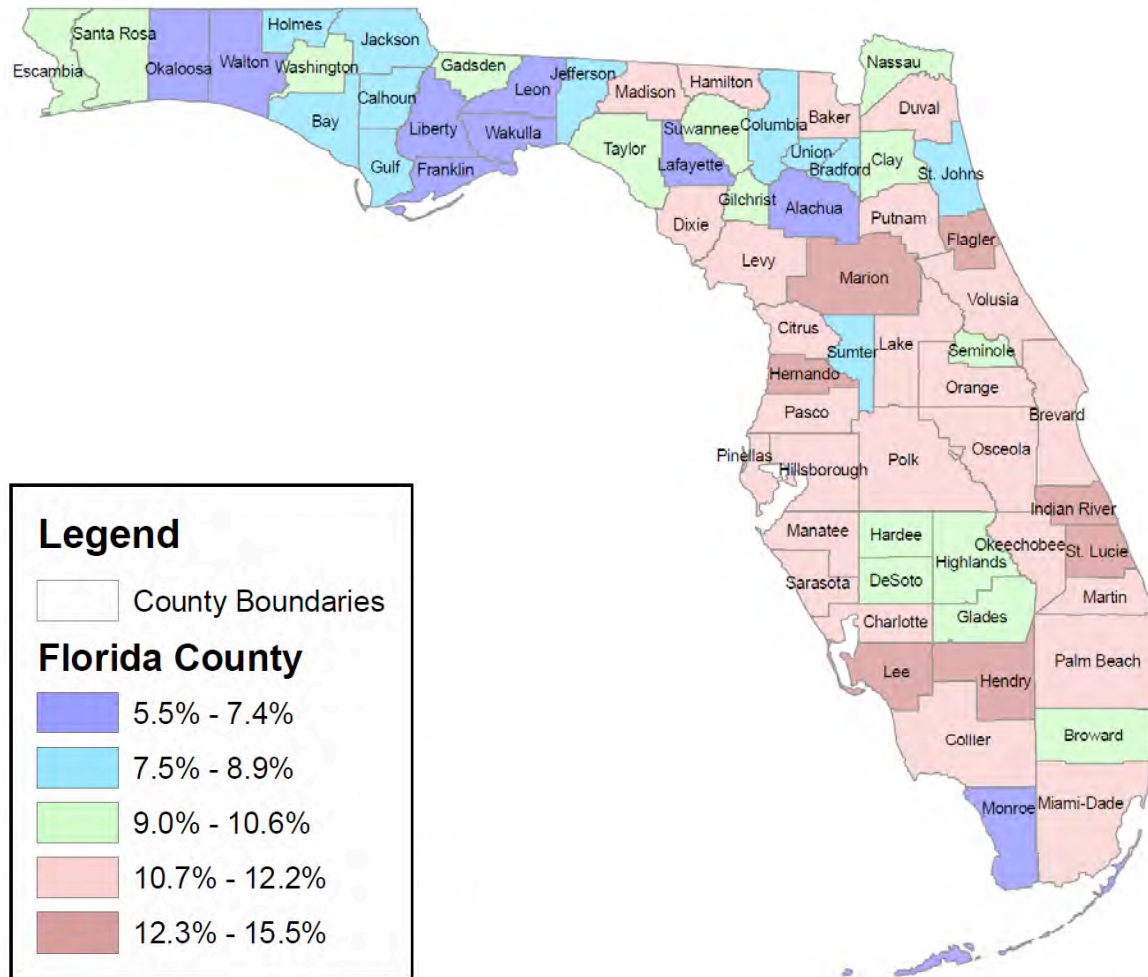 Holmes
Santa Rosa
Jackson
Escambia
Okaloosa
Walton
Washington
Gadsden
Leon
Jefferson
Madison
Hamilton
Nassau
Duval
Baker
Calhoun
Bay
Liberty
Wakulla
Taylor
Suwannee
Columbia
Lafayette
Union
Bradford
Clay
St. Johns
Gulf
Franklin
Gilchrist
Alachua
Putnam
Dixie
Flagler
Levy
Marion
Volusia
Citrus
Sumter
Lake
Seminole
Hernando
Orange
Pasco
Brevard
Pinellas
Hillsborough
Polk
Osceola
Indian River
Manatee
Hardee
Highlands
Okeechobee
St. Lucie
Sarasota
DeSoto
Martin
Charlotte
Glades
Palm Beach
Lee
Hendry
Collier
Broward
Monroe
Miami-Dade
Legend
County Boundaries
Florida County
5.5% - 7.4%
7.5% - 8.9%
9.0% - 10.6%
10.7% - 12.2%
12.3% - 15.5%